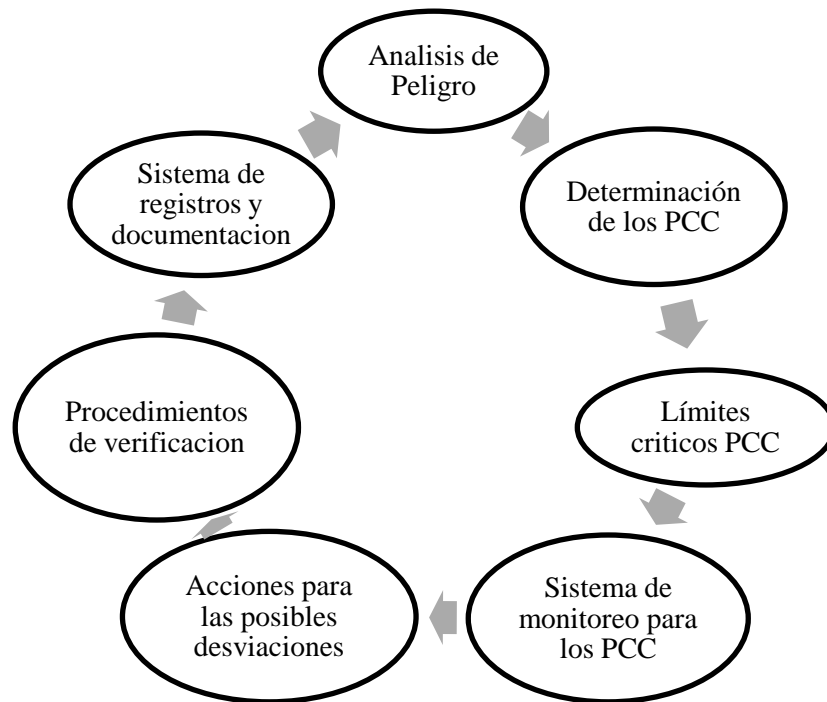 Analisis de
Peligro
Determinación
de los PCC
Límites
criticos PCC
Sistema de
monitoreo para
los PCC
Acciones para
las posibles
desviaciones
Procedimientos
de verificacion
Sistema de
registros y
documentacion